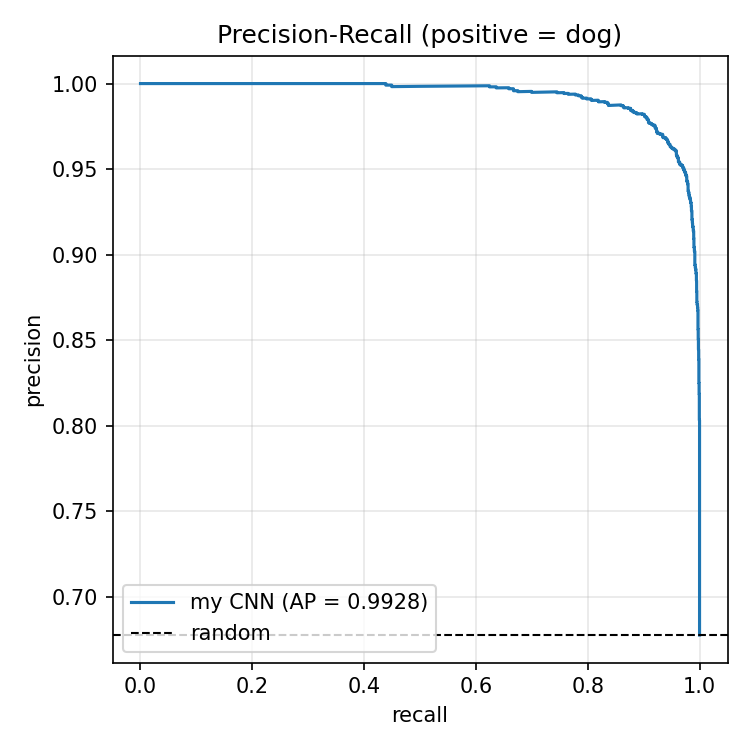 Precision-Recall (positive = dog)
1.00
0.95
0.90
0.85
0.80
0.75
0.70
precision
my CNN (AP = 0.9928)
random
0.0 0.2 0.4 0.6 0.8 1.0
recall